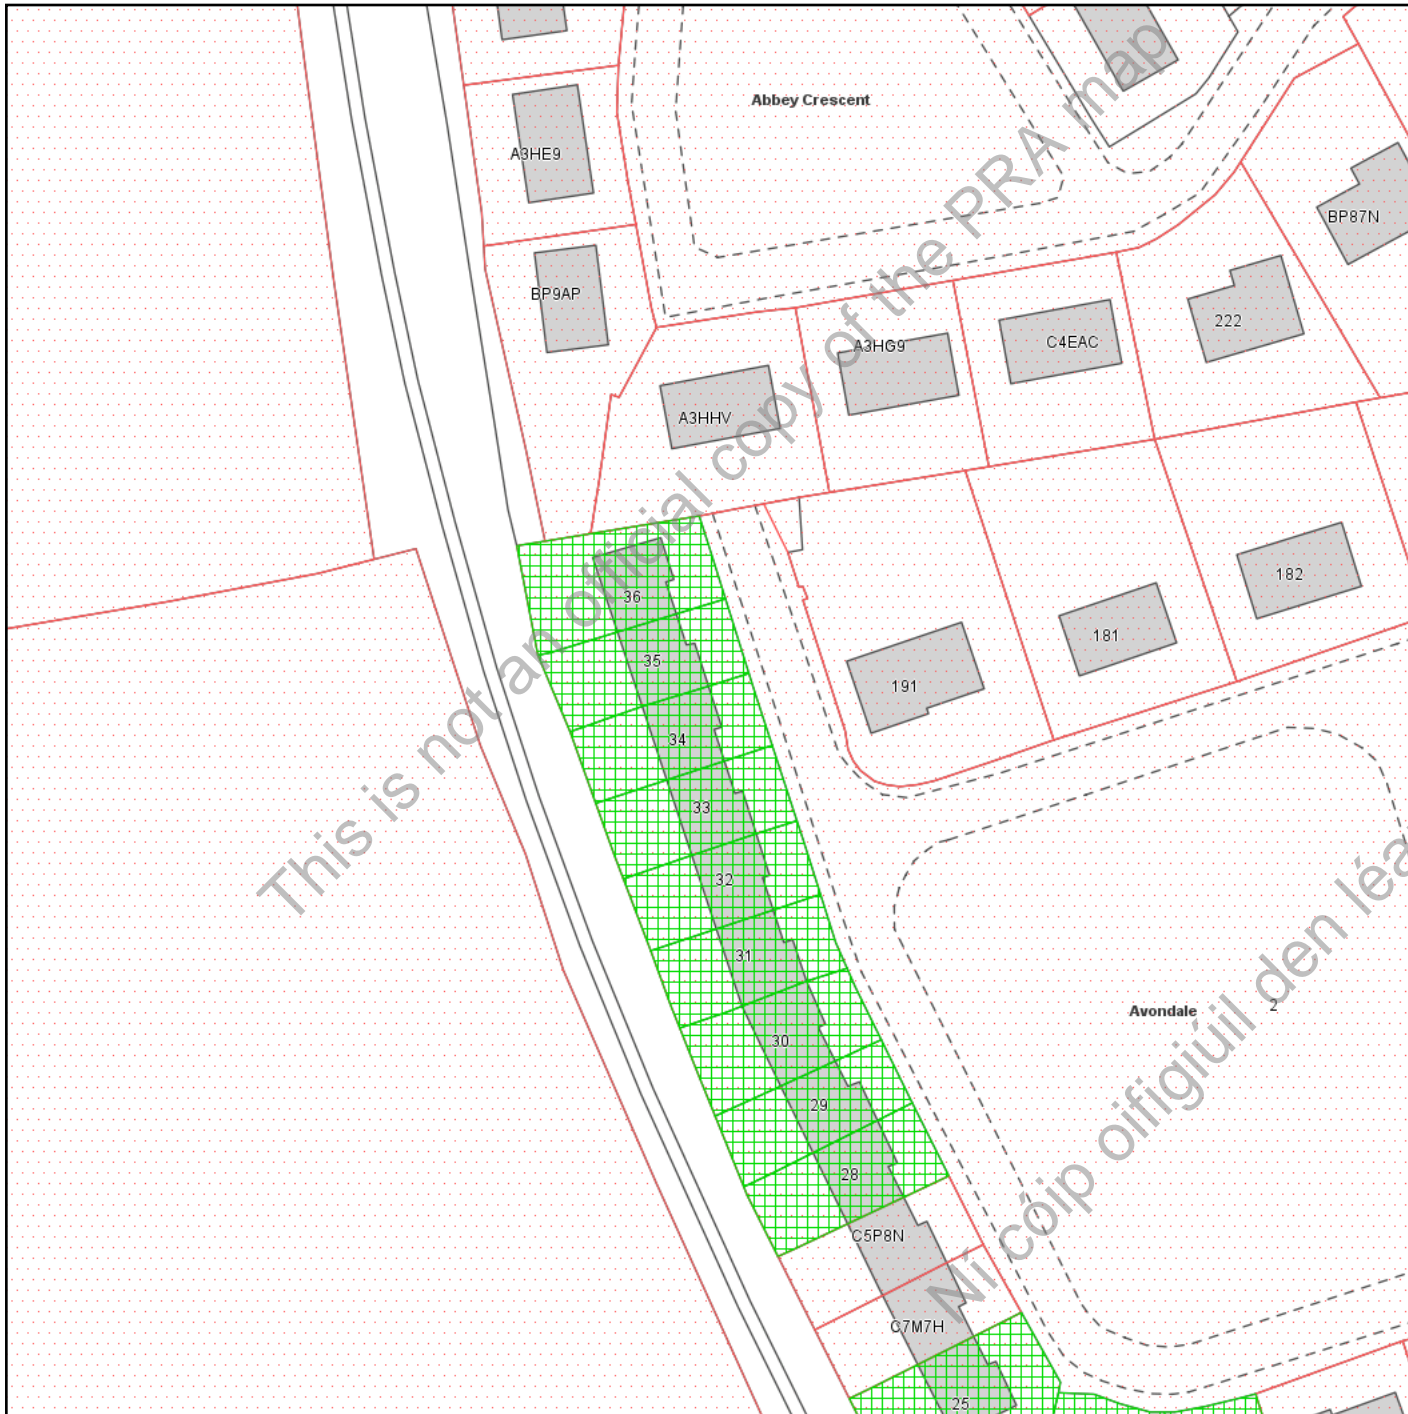 Abbey Crescent
A3HE9
BP87N
BP9AP
222
A3HG9
C4EAC
A3HHV
182
36
181
35
191
34
33
32
31
Avondale
2
30
29
28
C5P8N
C7M7H
25
This is not an official copy of the PRA map
Ní cóip oifigiúil den léa